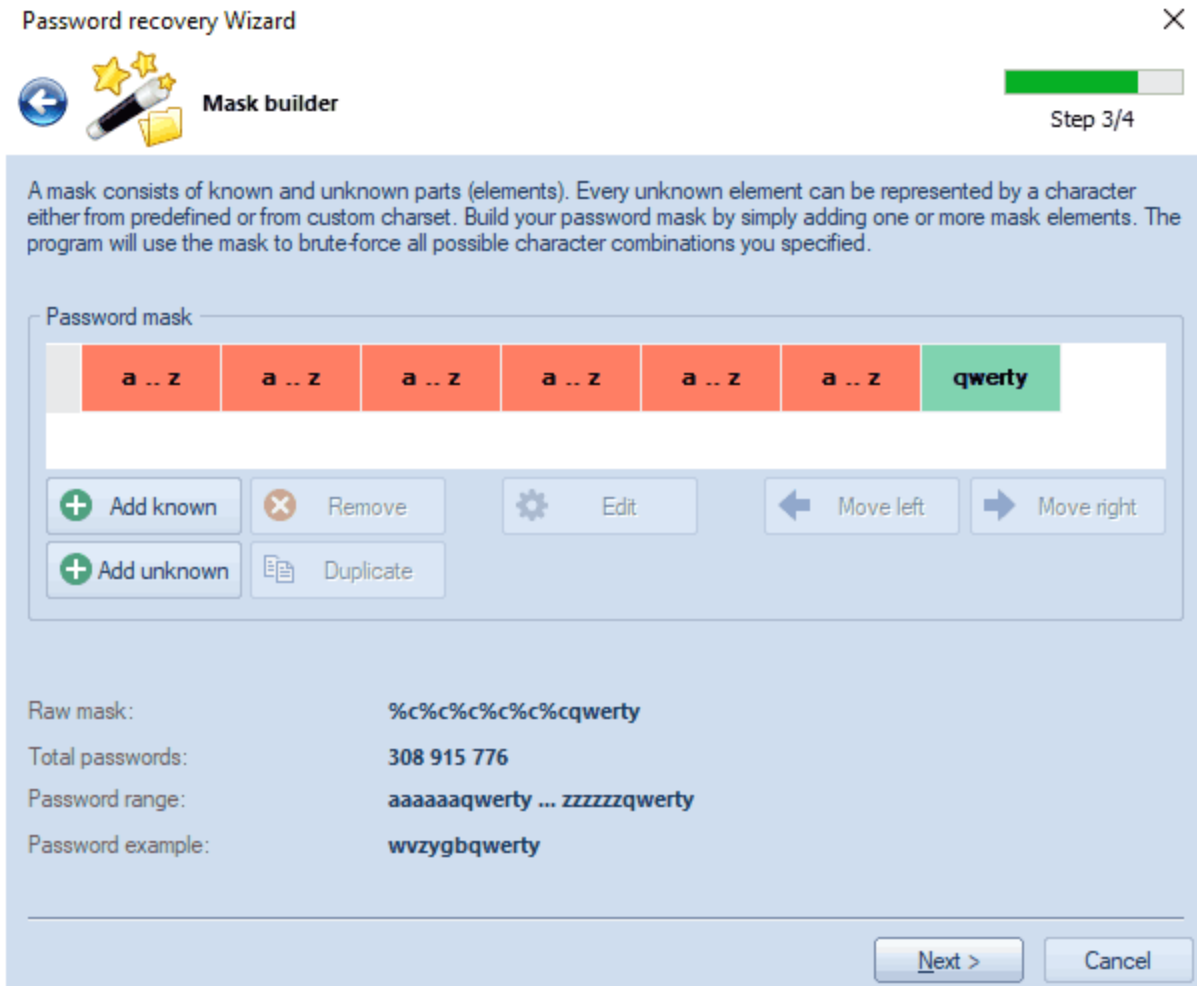 Password recovery Wizard
Mask builder
Step 3/4
A mask consists of known and unknown parts (elements). Every unknown element can be represented by a character
either from predefined or from custom charset. Build your password mask by simply adding one or more mask elements. The
program will use the mask to brute-force all possible character combinations you specified.
Password mask
a .. z a .. z a .. z a .. z a .. z a .. z qwerty
Add known Remove Edit Move left Move right
Add unknown Duplicate
Raw mask: %c%c%c%c%c%cqwerty
Total passwords: 308 915 776
Password range: aaaaaaqwerty ... zzzzzzqwerty
Password example: wvzygbqwerty
Next > Cancel